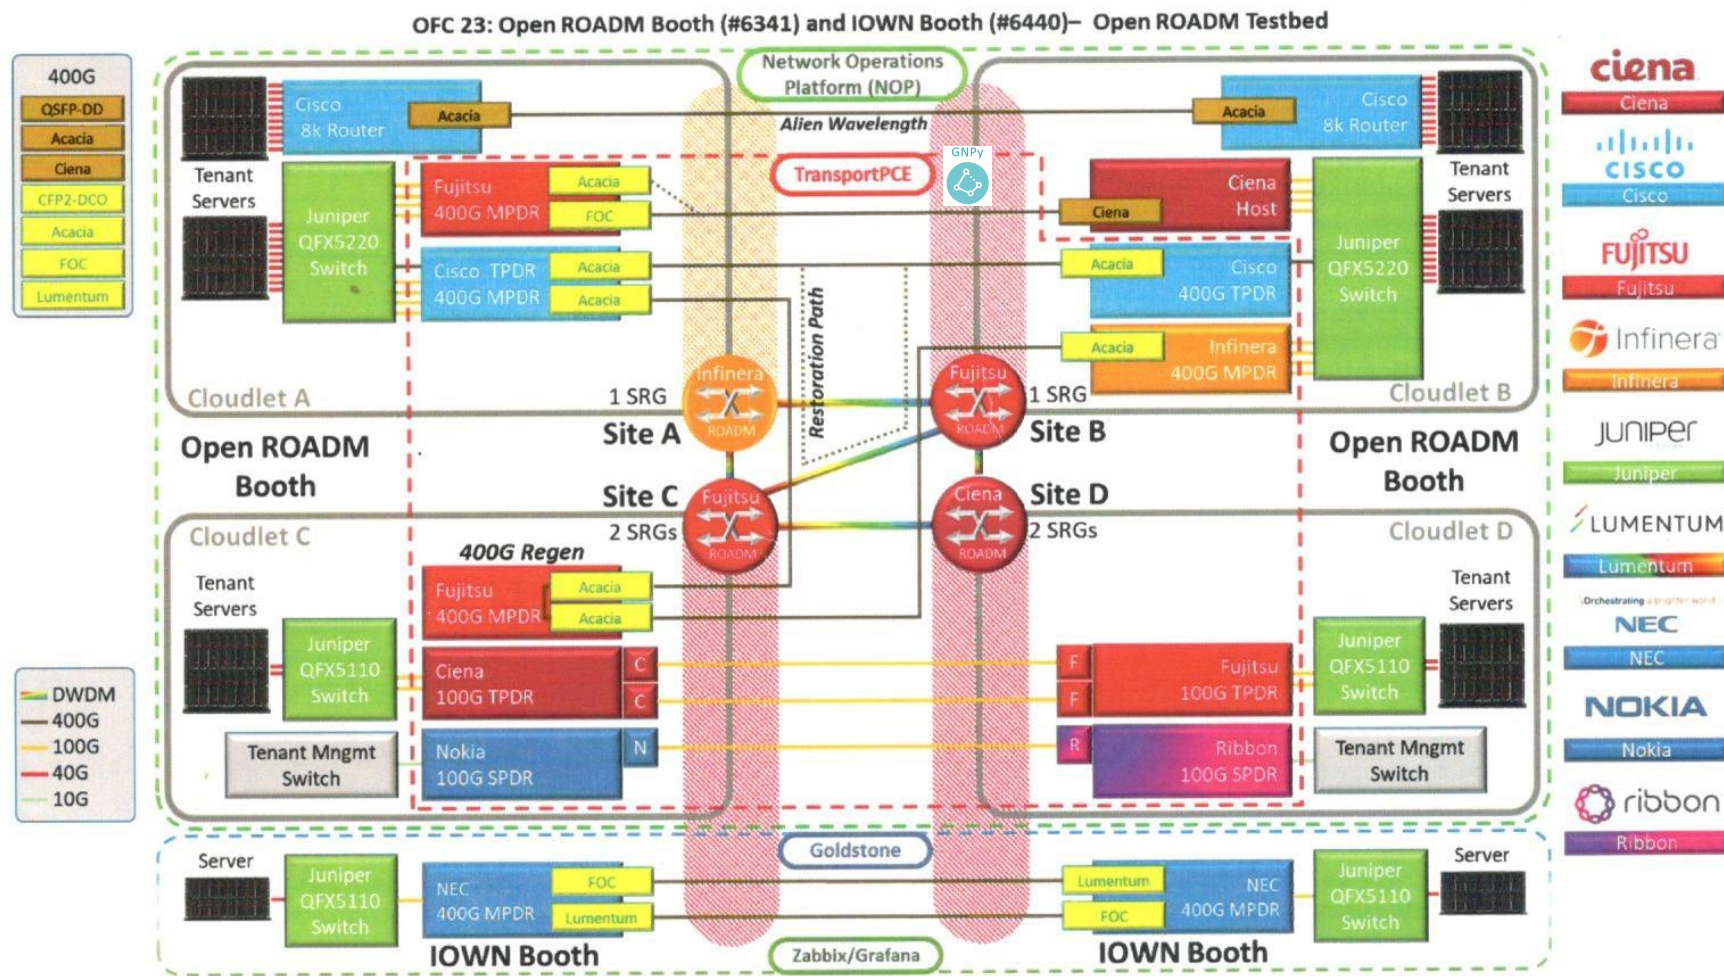 OFC 23: Open ROADM Booth (#6341) and IOWN Booth (#6440)– Open ROADM Testbed
400G
QSFP-DD
Acacia
Ciena
CFP2-DCO
Acacia
FOC
Lumentum
Network Operations
Platform (NOP)
Cisco
8k Router
Acacia
Alien Wavelength
Acacia
Cisco
8k Router
Tenant
Servers
Juniper
QFX5220
Switch
Fujitsu
400G MPDR
Acacia
FOC
TransportPCE
GNPy
Ciena
Ciena
Host
Juniper
QFX5220
Switch
Tenant
Servers
Cisco TPDR
400G MPDR
Acacia
Acacia
Restoration Path
Acacia
Cisco
400G TPDR
Acacia
Infinera
400G MPDR
Cloudlet A
1 SRG
Infinera
ROADM
Site A
Fujitsu
ROADM
1 SRG
Site B
Cloudlet B
Open ROADM
Booth
Open ROADM
Booth
Site C
2 SRGs
Fujitsu
ROADM
Ciena
ROADM
Site D
2 SRGs
Cloudlet C
Cloudlet D
400G Regen
Tenant
Servers
Juniper
QFX5110
Switch
Fujitsu
400G MPDR
Acacia
Acacia
Ciena
100G TPDR
C
C
F
F
Fujitsu
100G TPDR
Juniper
QFX5110
Switch
Tenant
Servers
Tenant Mngmt
Switch
Nokia
100G SPDR
N
R
Ribbon
100G SPDR
Tenant Mngmt
Switch
DWDM
400G
100G
40G
10G
Goldstone
Server
Juniper
QFX5110
Switch
NEC
400G MPDR
FOC
Lumentum
Lumentum
FOC
NEC
400G MPDR
Juniper
QFX5110
Switch
Server
IOWN Booth
Zabbix/Grafana
IOWN Booth
ciena
Ciena
CISCO
Cisco
FUJITSU
Fujitsu
Infinera
Infinera
JUNIPer
Juniper
LUMENTUM
Lumentum
\Orchestrating a brighter world
NEC
NEC
NOKIA
Nokia
ribbon
Ribbon